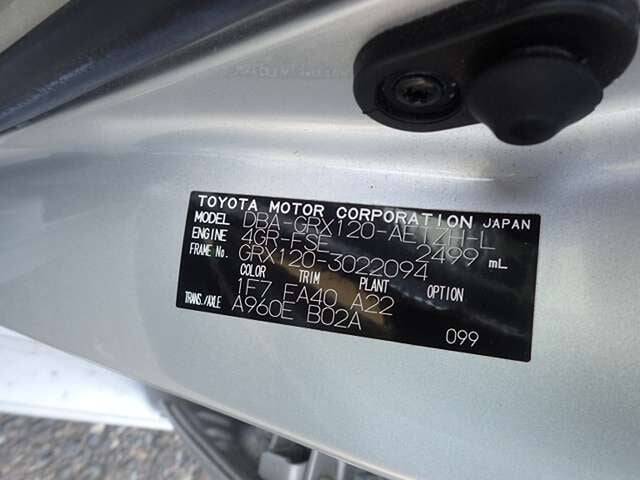 TOYOTA MOTOR CORPORATION JAPAN
MODEL DBA-GRX120-AETZH-L
ENGINE 4GR-FSE 2499 mL
FRAME No. GRX120-3022094
COLOR TRIM PLANT OPTION
1F7 FA40 A22
TRANS./AXLE A960E B02A
099